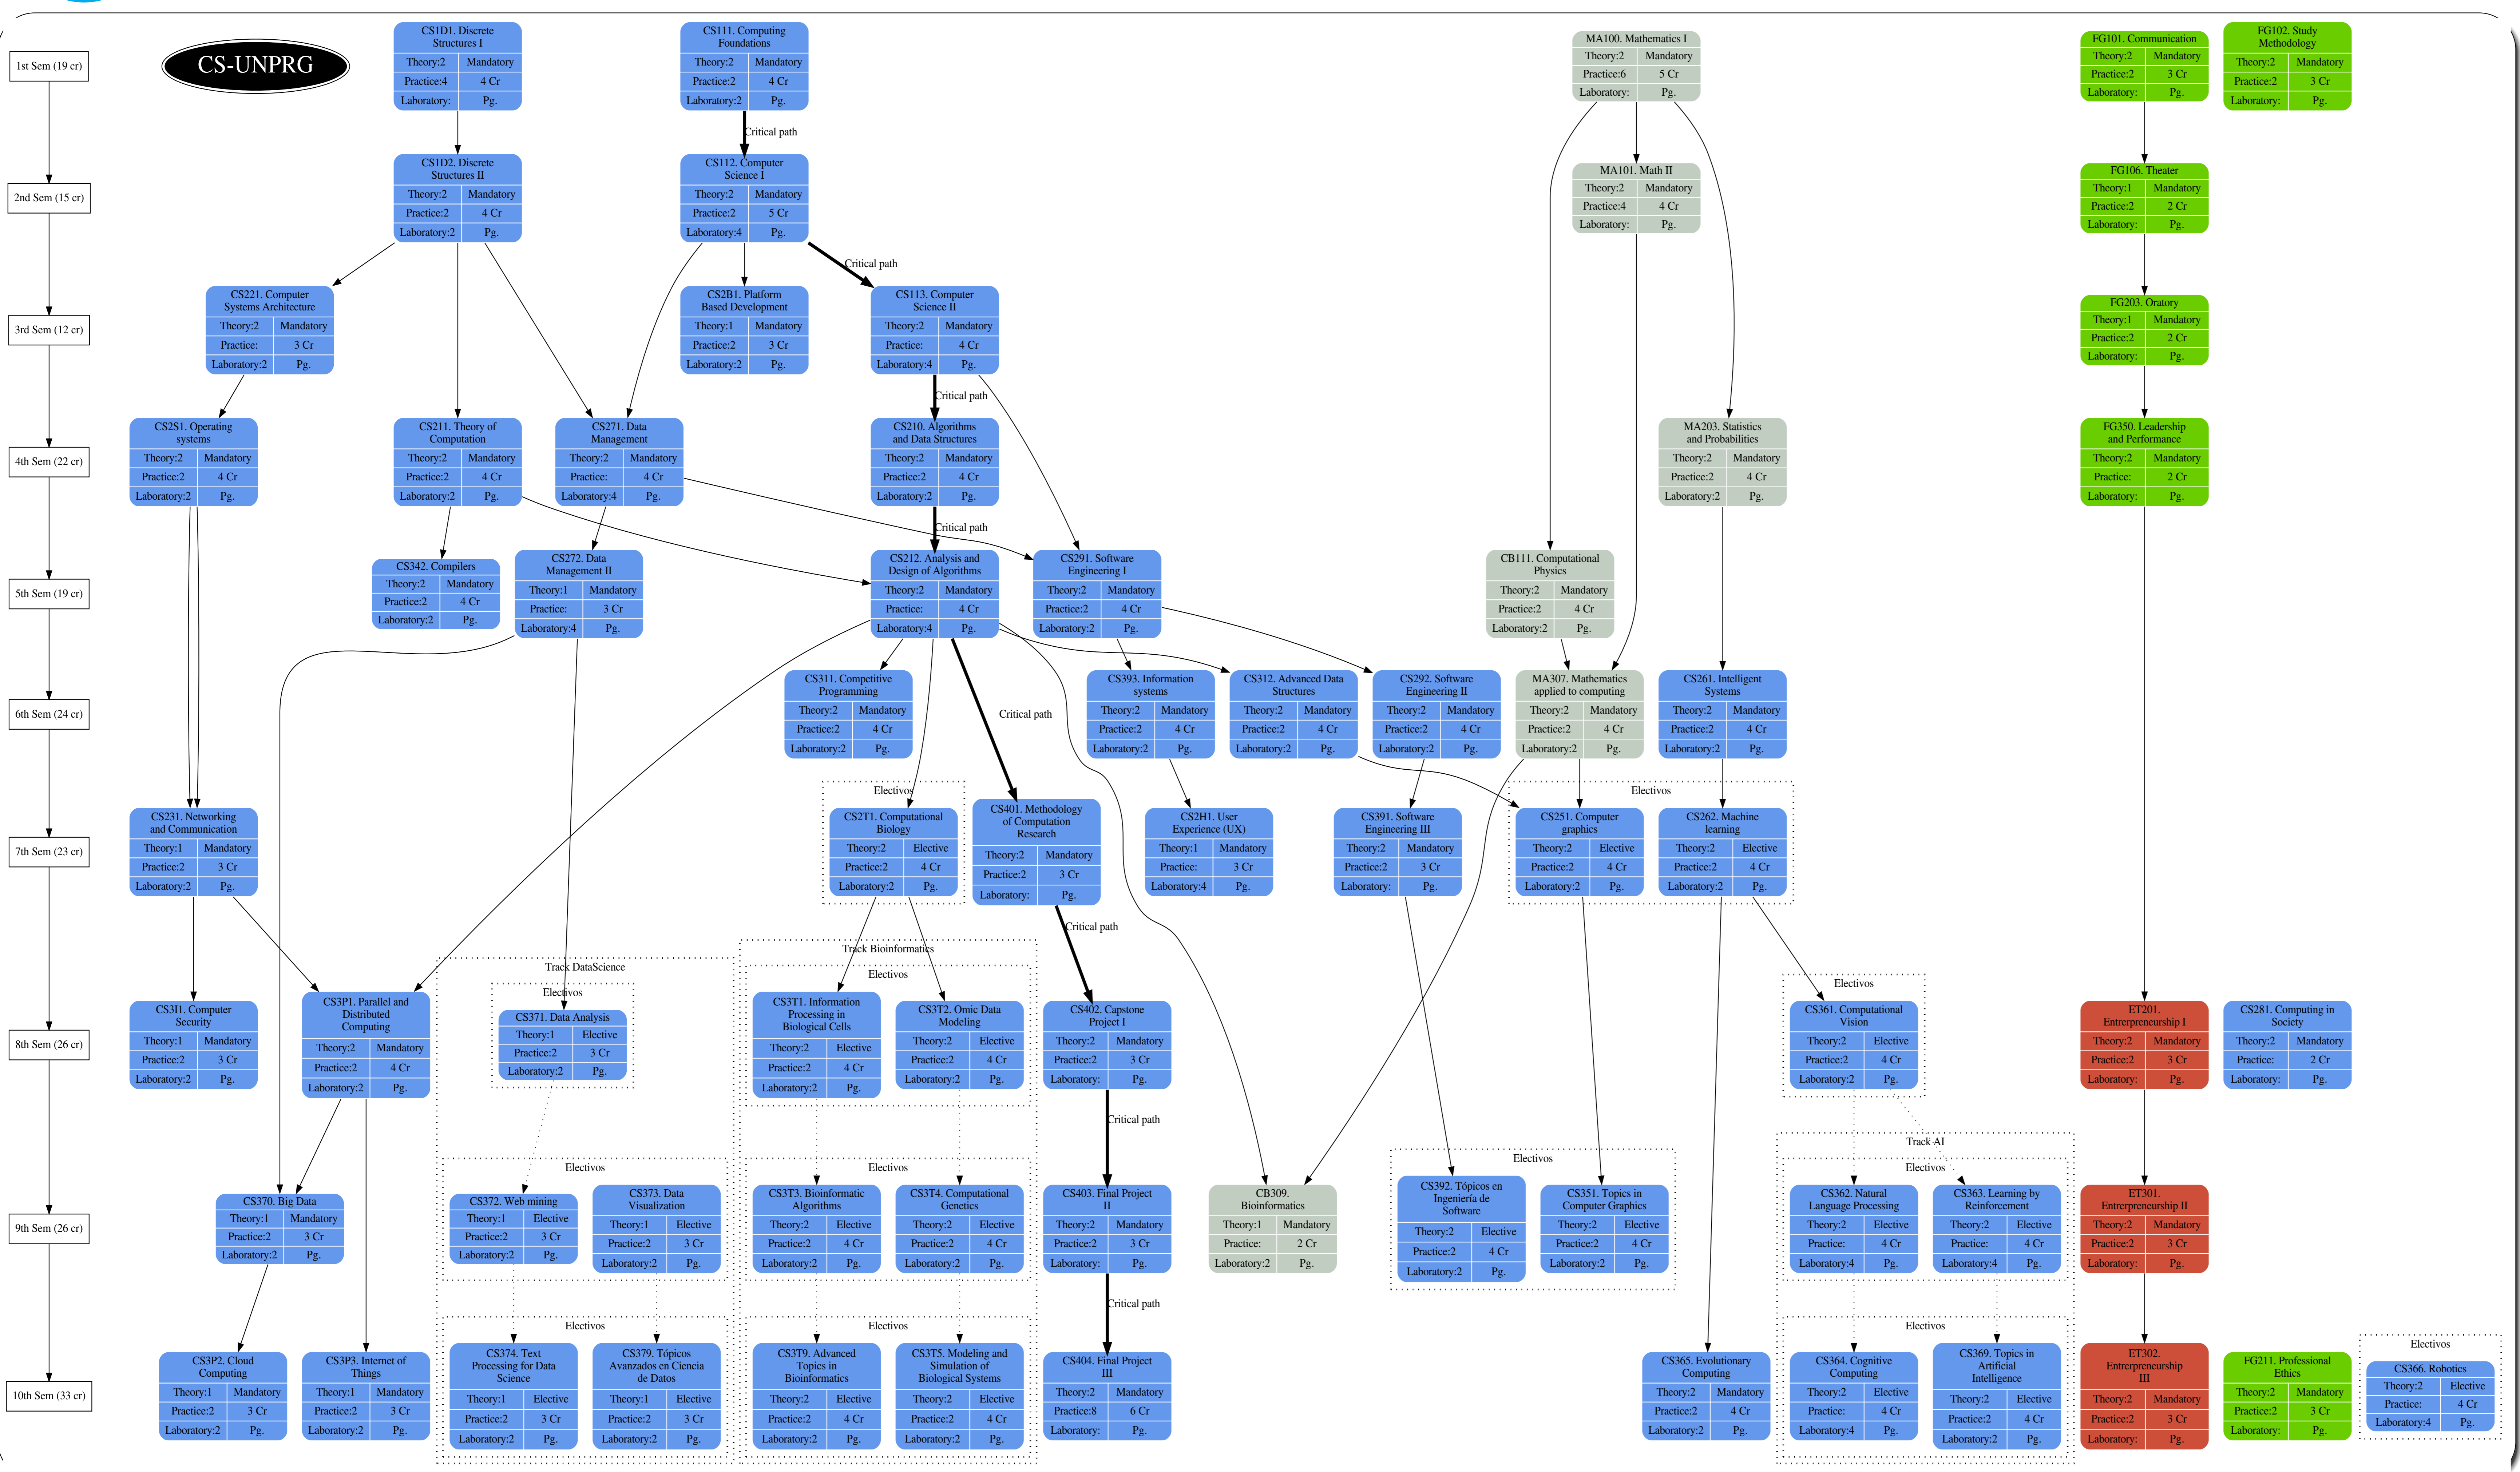 CS-UNPRG
1st Sem (19 cr)
CS1D1. Discrete
Structures I
Theory:2 Mandatory
Practice:4 4 Cr
Laboratory: Pg.
CS111. Computing
Foundations
Theory:2 Mandatory
Practice:2 4 Cr
Laboratory:2 Pg.
MA100. Mathematics I
Theory:2 Mandatory
Practice:6 5 Cr
Laboratory: Pg.
FG101. Communication
Theory:2 Mandatory
Practice:2 3 Cr
Laboratory: Pg.
FG102. Study
Methodology
Theory:2 Mandatory
Practice:2 3 Cr
Laboratory: Pg.
Critical path
2nd Sem (15 cr)
CS1D2. Discrete
Structures II
Theory:2 Mandatory
Practice:2 4 Cr
Laboratory:2 Pg.
CS112. Computer
Science I
Theory:2 Mandatory
Practice:2 5 Cr
Laboratory:4 Pg.
MA101. Math II
Theory:2 Mandatory
Practice:4 4 Cr
Laboratory: Pg.
FG106. Theater
Theory:1 Mandatory
Practice:2 2 Cr
Laboratory: Pg.
Critical path
3rd Sem (12 cr)
CS221. Computer
Systems Architecture
Theory:2 Mandatory
Practice: 3 Cr
Laboratory:2 Pg.
CS2B1. Platform
Based Development
Theory:1 Mandatory
Practice:2 3 Cr
Laboratory:2 Pg.
CS113. Computer
Science II
Theory:2 Mandatory
Practice: 4 Cr
Laboratory:4 Pg.
FG203. Oratory
Theory:1 Mandatory
Practice:2 2 Cr
Laboratory: Pg.
Critical path
4th Sem (22 cr)
CS2S1. Operating
systems
Theory:2 Mandatory
Practice:2 4 Cr
Laboratory:2 Pg.
CS211. Theory of
Computation
Theory:2 Mandatory
Practice:2 4 Cr
Laboratory:2 Pg.
CS271. Data
Management
Theory:2 Mandatory
Practice: 4 Cr
Laboratory:4 Pg.
CS210. Algorithms
and Data Structures
Theory:2 Mandatory
Practice:2 4 Cr
Laboratory:2 Pg.
MA203. Statistics
and Probabilities
Theory:2 Mandatory
Practice:2 4 Cr
Laboratory:2 Pg.
FG350. Leadership
and Performance
Theory:2 Mandatory
Practice: 2 Cr
Laboratory: Pg.
Critical path
5th Sem (19 cr)
CS342. Compilers
Theory:2 Mandatory
Practice:2 4 Cr
Laboratory:2 Pg.
CS272. Data
Management II
Theory:1 Mandatory
Practice: 3 Cr
Laboratory:4 Pg.
CS212. Analysis and
Design of Algorithms
Theory:2 Mandatory
Practice: 4 Cr
Laboratory:4 Pg.
CS291. Software
Engineering I
Theory:2 Mandatory
Practice:2 4 Cr
Laboratory:2 Pg.
CB111. Computational
Physics
Theory:2 Mandatory
Practice:2 4 Cr
Laboratory:2 Pg.
6th Sem (24 cr)
CS311. Competitive
Programming
Theory:2 Mandatory
Practice:2 4 Cr
Laboratory:2 Pg.
Critical path
CS393. Information
systems
Theory:2 Mandatory
Practice:2 4 Cr
Laboratory:2 Pg.
CS312. Advanced Data
Structures
Theory:2 Mandatory
Practice:2 4 Cr
Laboratory:2 Pg.
CS292. Software
Engineering II
Theory:2 Mandatory
Practice:2 4 Cr
Laboratory:2 Pg.
MA307. Mathematics
applied to computing
Theory:2 Mandatory
Practice:2 4 Cr
Laboratory:2 Pg.
CS261. Intelligent
Systems
Theory:2 Mandatory
Practice:2 4 Cr
Laboratory:2 Pg.
7th Sem (23 cr)
CS231. Networking
and Communication
Theory:1 Mandatory
Practice:2 3 Cr
Laboratory:2 Pg.
Electivos
CS2T1. Computational
Biology
Theory:2 Elective
Practice:2 4 Cr
Laboratory:2 Pg.
CS401. Methodology
of Computation
Research
Theory:2 Mandatory
Practice:2 3 Cr
Laboratory: Pg.
CS2H1. User
Experience (UX)
Theory:1 Mandatory
Practice: 3 Cr
Laboratory:4 Pg.
CS391. Software
Engineering III
Theory:2 Mandatory
Practice:2 3 Cr
Laboratory: Pg.
Electivos
CS251. Computer
graphics
Theory:2 Elective
Practice:2 4 Cr
Laboratory:2 Pg.
CS262. Machine
learning
Theory:2 Elective
Practice:2 4 Cr
Laboratory:2 Pg.
Critical path
8th Sem (26 cr)
CS3I1. Computer
Security
Theory:1 Mandatory
Practice:2 3 Cr
Laboratory:2 Pg.
CS3P1. Parallel and
Distributed
Computing
Theory:2 Mandatory
Practice:2 4 Cr
Laboratory:2 Pg.
Track DataScience
Electivos
CS371. Data Analysis
Theory:1 Elective
Practice:2 3 Cr
Laboratory:2 Pg.
Track Bioinformatics
Electivos
CS3T1. Information
Processing in
Biological Cells
Theory:2 Elective
Practice:2 4 Cr
Laboratory:2 Pg.
CS3T2. Omic Data
Modeling
Theory:2 Elective
Practice:2 4 Cr
Laboratory:2 Pg.
CS402. Capstone
Project I
Theory:2 Mandatory
Practice:2 3 Cr
Laboratory: Pg.
Electivos
CS361. Computational
Vision
Theory:2 Elective
Practice:2 4 Cr
Laboratory:2 Pg.
ET201.
Entrerpreneurship I
Theory:2 Mandatory
Practice:2 3 Cr
Laboratory: Pg.
CS281. Computing in
Society
Theory:2 Mandatory
Practice: 2 Cr
Laboratory: Pg.
Critical path
9th Sem (26 cr)
CS370. Big Data
Theory:1 Mandatory
Practice:2 3 Cr
Laboratory:2 Pg.
Electivos
CS372. Web mining
Theory:1 Elective
Practice:2 3 Cr
Laboratory:2 Pg.
CS373. Data
Visualization
Theory:1 Elective
Practice:2 3 Cr
Laboratory:2 Pg.
Electivos
CS3T3. Bioinformatic
Algorithms
Theory:2 Elective
Practice:2 4 Cr
Laboratory:2 Pg.
CS3T4. Computational
Genetics
Theory:2 Elective
Practice:2 4 Cr
Laboratory:2 Pg.
CS403. Final Project
II
Theory:2 Mandatory
Practice:2 3 Cr
Laboratory: Pg.
CB309.
Bioinformatics
Theory:1 Mandatory
Practice: 2 Cr
Laboratory:2 Pg.
Electivos
CS392. Tópicos en
Ingeniería de
Software
Theory:2 Elective
Practice:2 4 Cr
Laboratory:2 Pg.
CS351. Topics in
Computer Graphics
Theory:2 Elective
Practice:2 4 Cr
Laboratory:2 Pg.
Track AI
Electivos
CS362. Natural
Language Processing
Theory:2 Elective
Practice: 4 Cr
Laboratory:4 Pg.
CS363. Learning by
Reinforcement
Theory:2 Elective
Practice: 4 Cr
Laboratory:4 Pg.
ET301.
Entrerpreneurship II
Theory:2 Mandatory
Practice:2 3 Cr
Laboratory: Pg.
Critical path
10th Sem (33 cr)
CS3P2. Cloud
Computing
Theory:1 Mandatory
Practice:2 3 Cr
Laboratory:2 Pg.
CS3P3. Internet of
Things
Theory:1 Mandatory
Practice:2 3 Cr
Laboratory:2 Pg.
Electivos
CS374. Text
Processing for Data
Science
Theory:1 Elective
Practice:2 3 Cr
Laboratory:2 Pg.
CS379. Tópicos
Avanzados en Ciencia
de Datos
Theory:1 Elective
Practice:2 3 Cr
Laboratory:2 Pg.
Electivos
CS3T9. Advanced
Topics in
Bioinformatics
Theory:2 Elective
Practice:2 4 Cr
Laboratory:2 Pg.
CS3T5. Modeling and
Simulation of
Biological Systems
Theory:2 Elective
Practice:2 4 Cr
Laboratory:2 Pg.
CS404. Final Project
III
Theory:2 Mandatory
Practice:8 6 Cr
Laboratory: Pg.
CS365. Evolutionary
Computing
Theory:2 Mandatory
Practice:2 4 Cr
Laboratory:2 Pg.
Electivos
CS364. Cognitive
Computing
Theory:2 Elective
Practice: 4 Cr
Laboratory:4 Pg.
CS369. Topics in
Artificial
Intelligence
Theory:2 Elective
Practice:2 4 Cr
Laboratory:2 Pg.
ET302.
Entrerpreneurship
III
Theory:2 Mandatory
Practice:2 3 Cr
Laboratory: Pg.
FG211. Professional
Ethics
Theory:2 Mandatory
Practice:2 3 Cr
Laboratory: Pg.
Electivos
CS366. Robotics
Theory:2 Elective
Practice: 4 Cr
Laboratory:4 Pg.